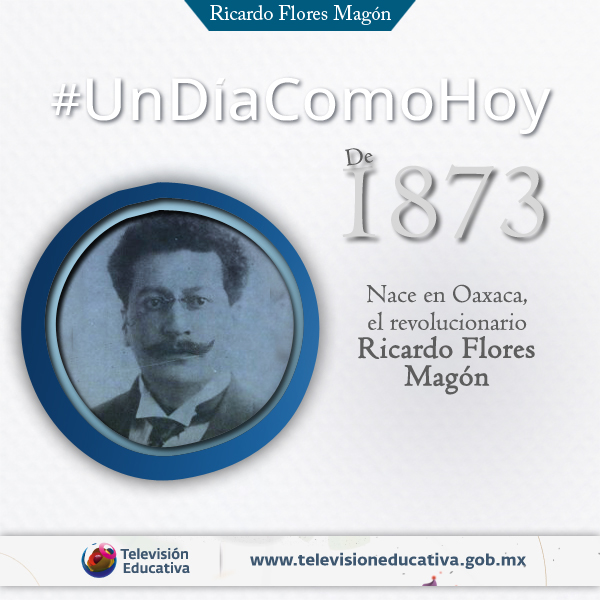 Ricardo Flores Magón
#UnDiaComoHoy
De
1873
Nace en Oaxaca,
el revolucionario
Ricardo Flores
Magón
Televisión
Educativa
www.televisioneducativa.gob.mx